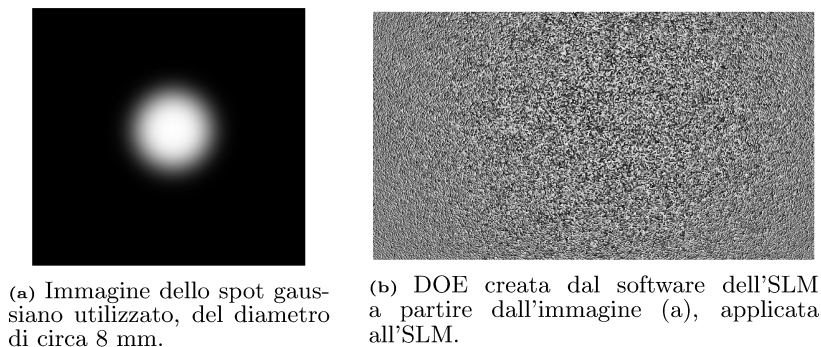 (a) Immagine dello spot gaus-
siano utilizzato, del diametro
di circa 8 mm.
(b) DOE creata dal software dell'SLM
a partire dall'immagine (a), applicata
all'SLM.